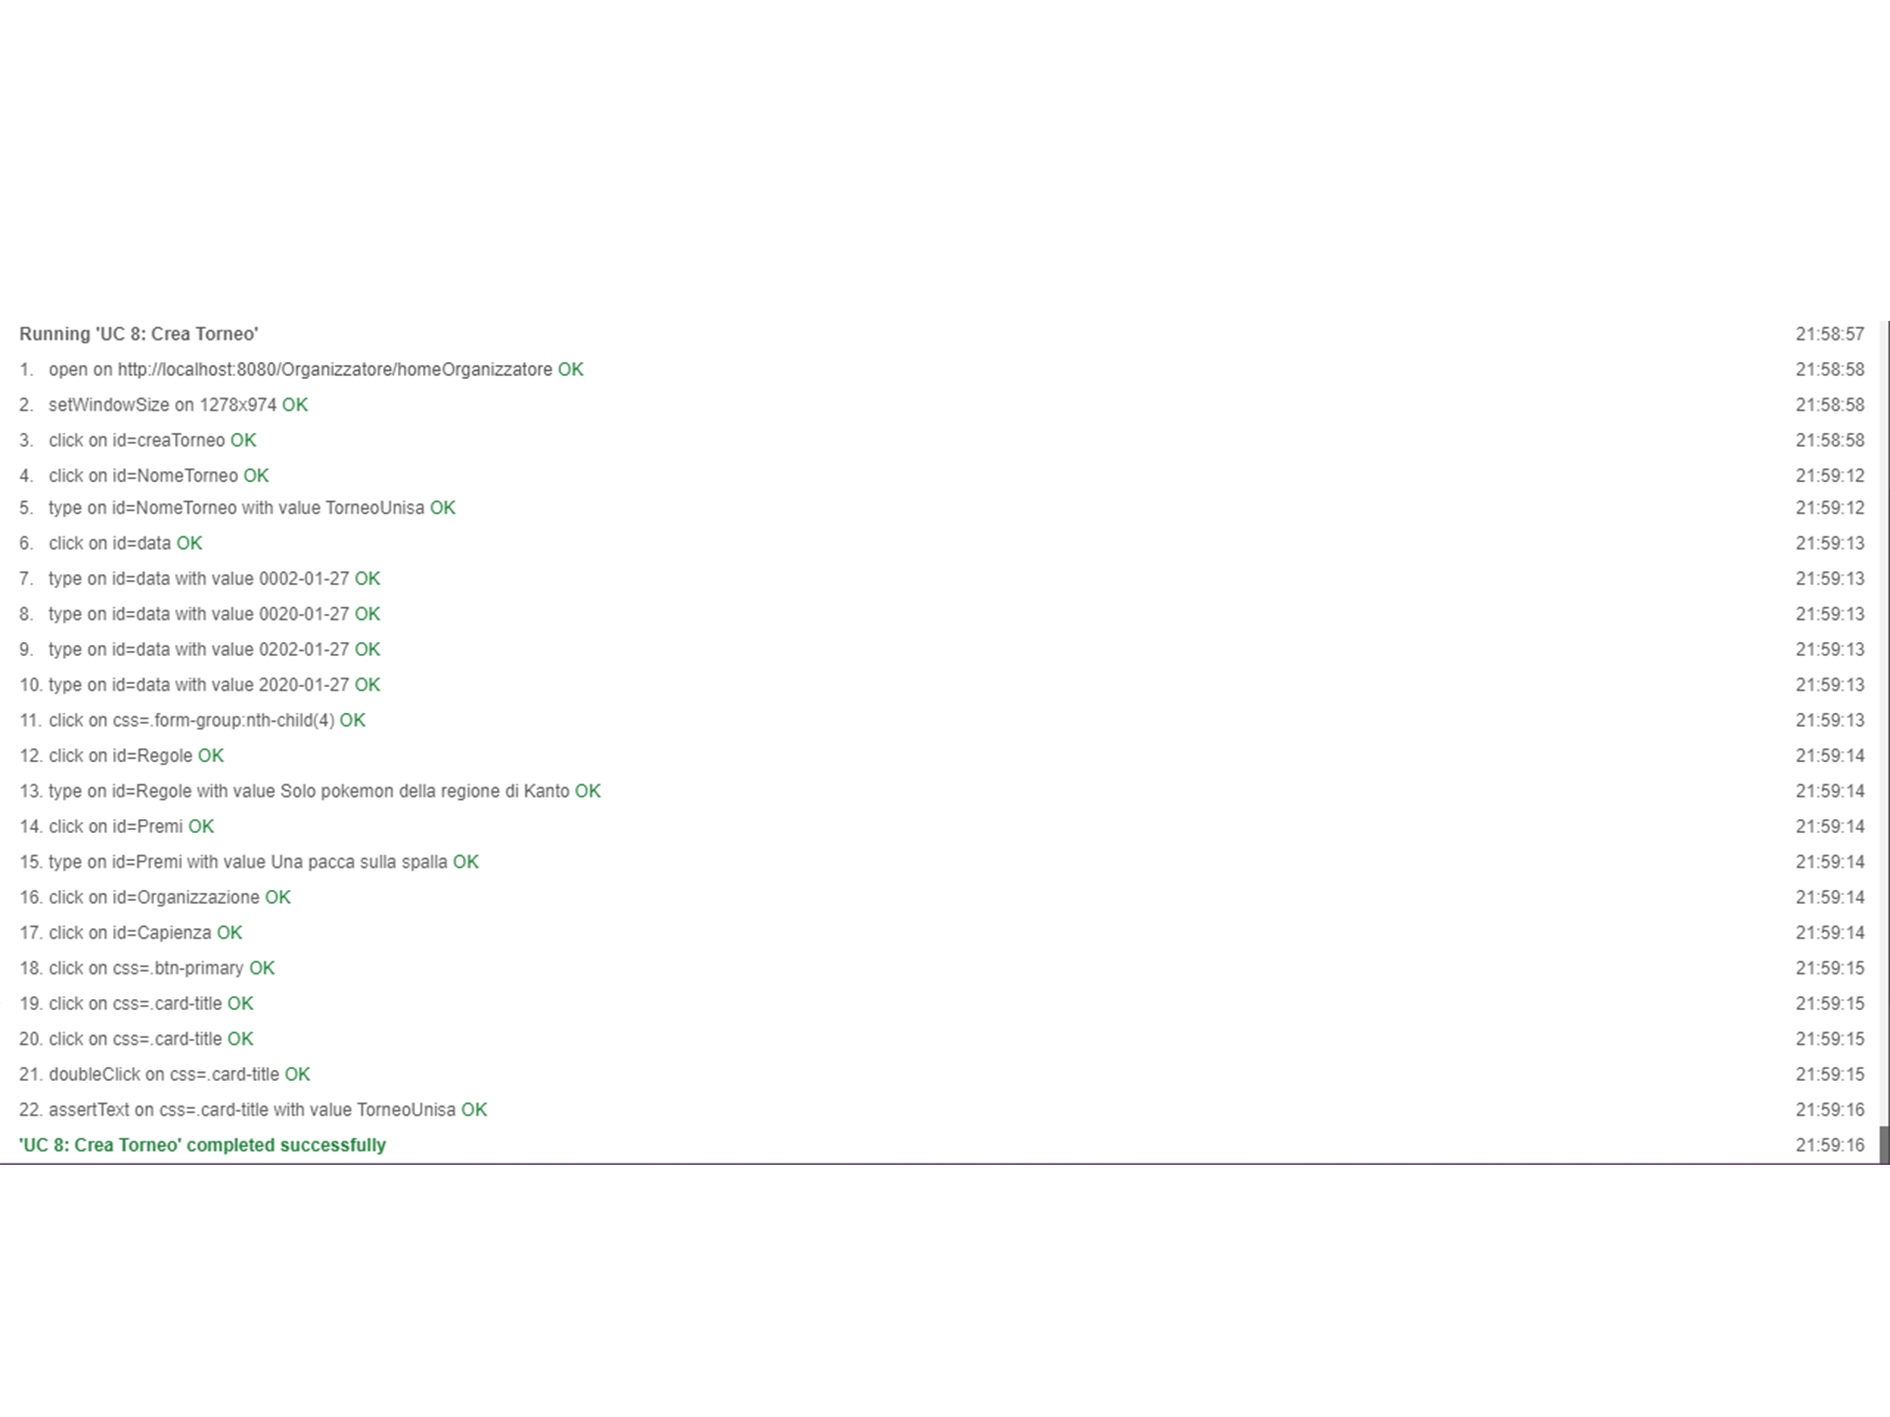 Running 'UC 8: Crea Torneo' 21:58:57
1. open on http://localhost:8080/Organizzatore/homeOrganizzatore OK 21:58:58
2. setWindowSize on 1278x974 OK 21:58:58
3. click on id=creaTorneo OK 21:58:58
4. click on id=NomeTorneo OK 21:59:12
5. type on id=NomeTorneo with value TorneoUnisa OK 21:59:12
6. click on id=data OK 21:59:13
7. type on id=data with value 0002-01-27 OK 21:59:13
8. type on id=data with value 0020-01-27 OK 21:59:13
9. type on id=data with value 0202-01-27 OK 21:59:13
10. type on id=data with value 2020-01-27 OK 21:59:13
11. click on css=.form-group:nth-child(4) OK 21:59:13
12. click on id=Regole OK 21:59:14
13. type on id=Regole with value Solo pokemon della regione di Kanto OK 21:59:14
14. click on id=Premi OK 21:59:14
15. type on id=Premi with value Una pacca sulla spalla OK 21:59:14
16. click on id=Organizzazione OK 21:59:14
17. click on id=Capienza OK 21:59:14
18. click on css=.btn-primary OK 21:59:15
19. click on css=.card-title OK 21:59:15
20. click on css=.card-title OK 21:59:15
21. doubleClick on css=.card-title OK 21:59:15
22. assertText on css=.card-title with value TorneoUnisa OK 21:59:16
'UC 8: Crea Torneo' completed successfully 21:59:16